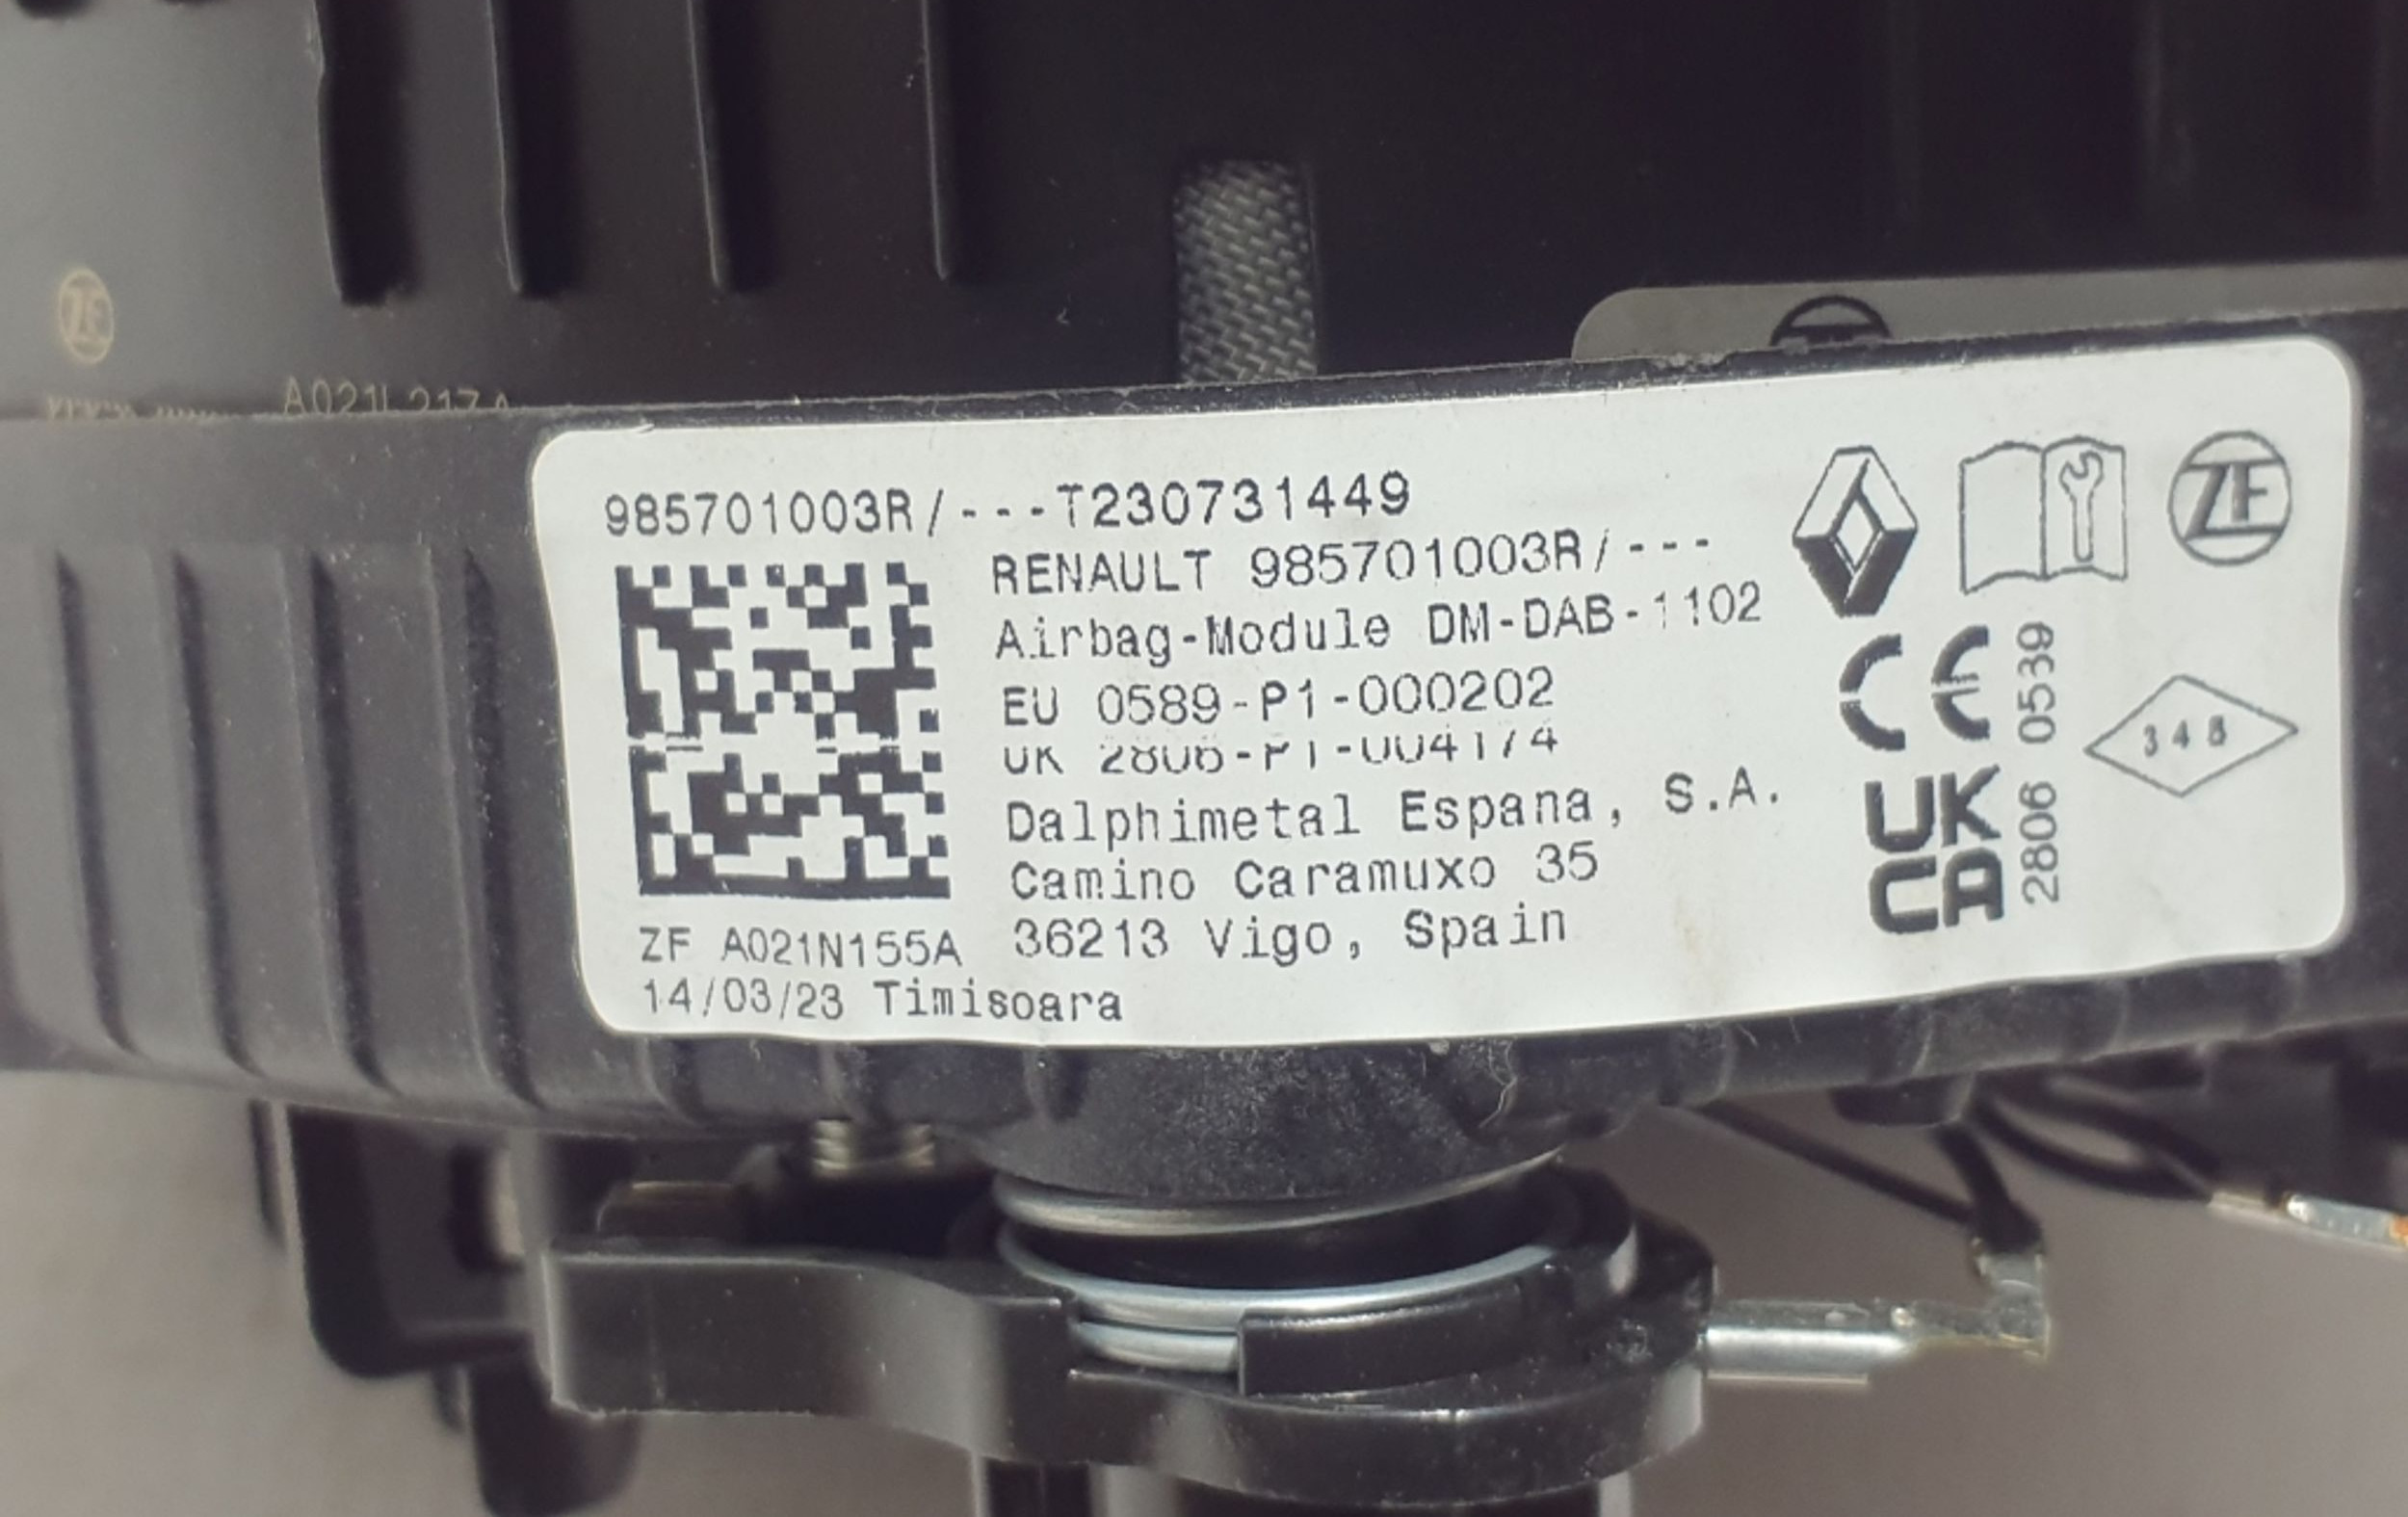 ZF
985701003R/---T230731449
RENAULT 985701003R/---
Airbag-Module DM-DAB-1102
EU 0589-P1-000202
UK 2806-P1-004174
Dalphimetal Espana, S.A.
Camino Caramuxo 35
36213 Vigo, Spain
ZF A021N155A
14/03/23 Timisoara
ZF
CE 0539
UK
CA
2806